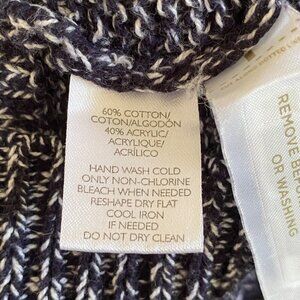 60% COTTON/
COTON/ALGODÓN
40% ACRYLIC/
ACRYLIQUE/
ACRÍLICO
HAND WASH COLD
ONLY NON-CHLORINE
BLEACH WHEN NEEDED
RESHAPE DRY FLAT
COOL IRON
IF NEEDED
DO NOT DRY CLEAN
REMOVE BE
OR WASHING